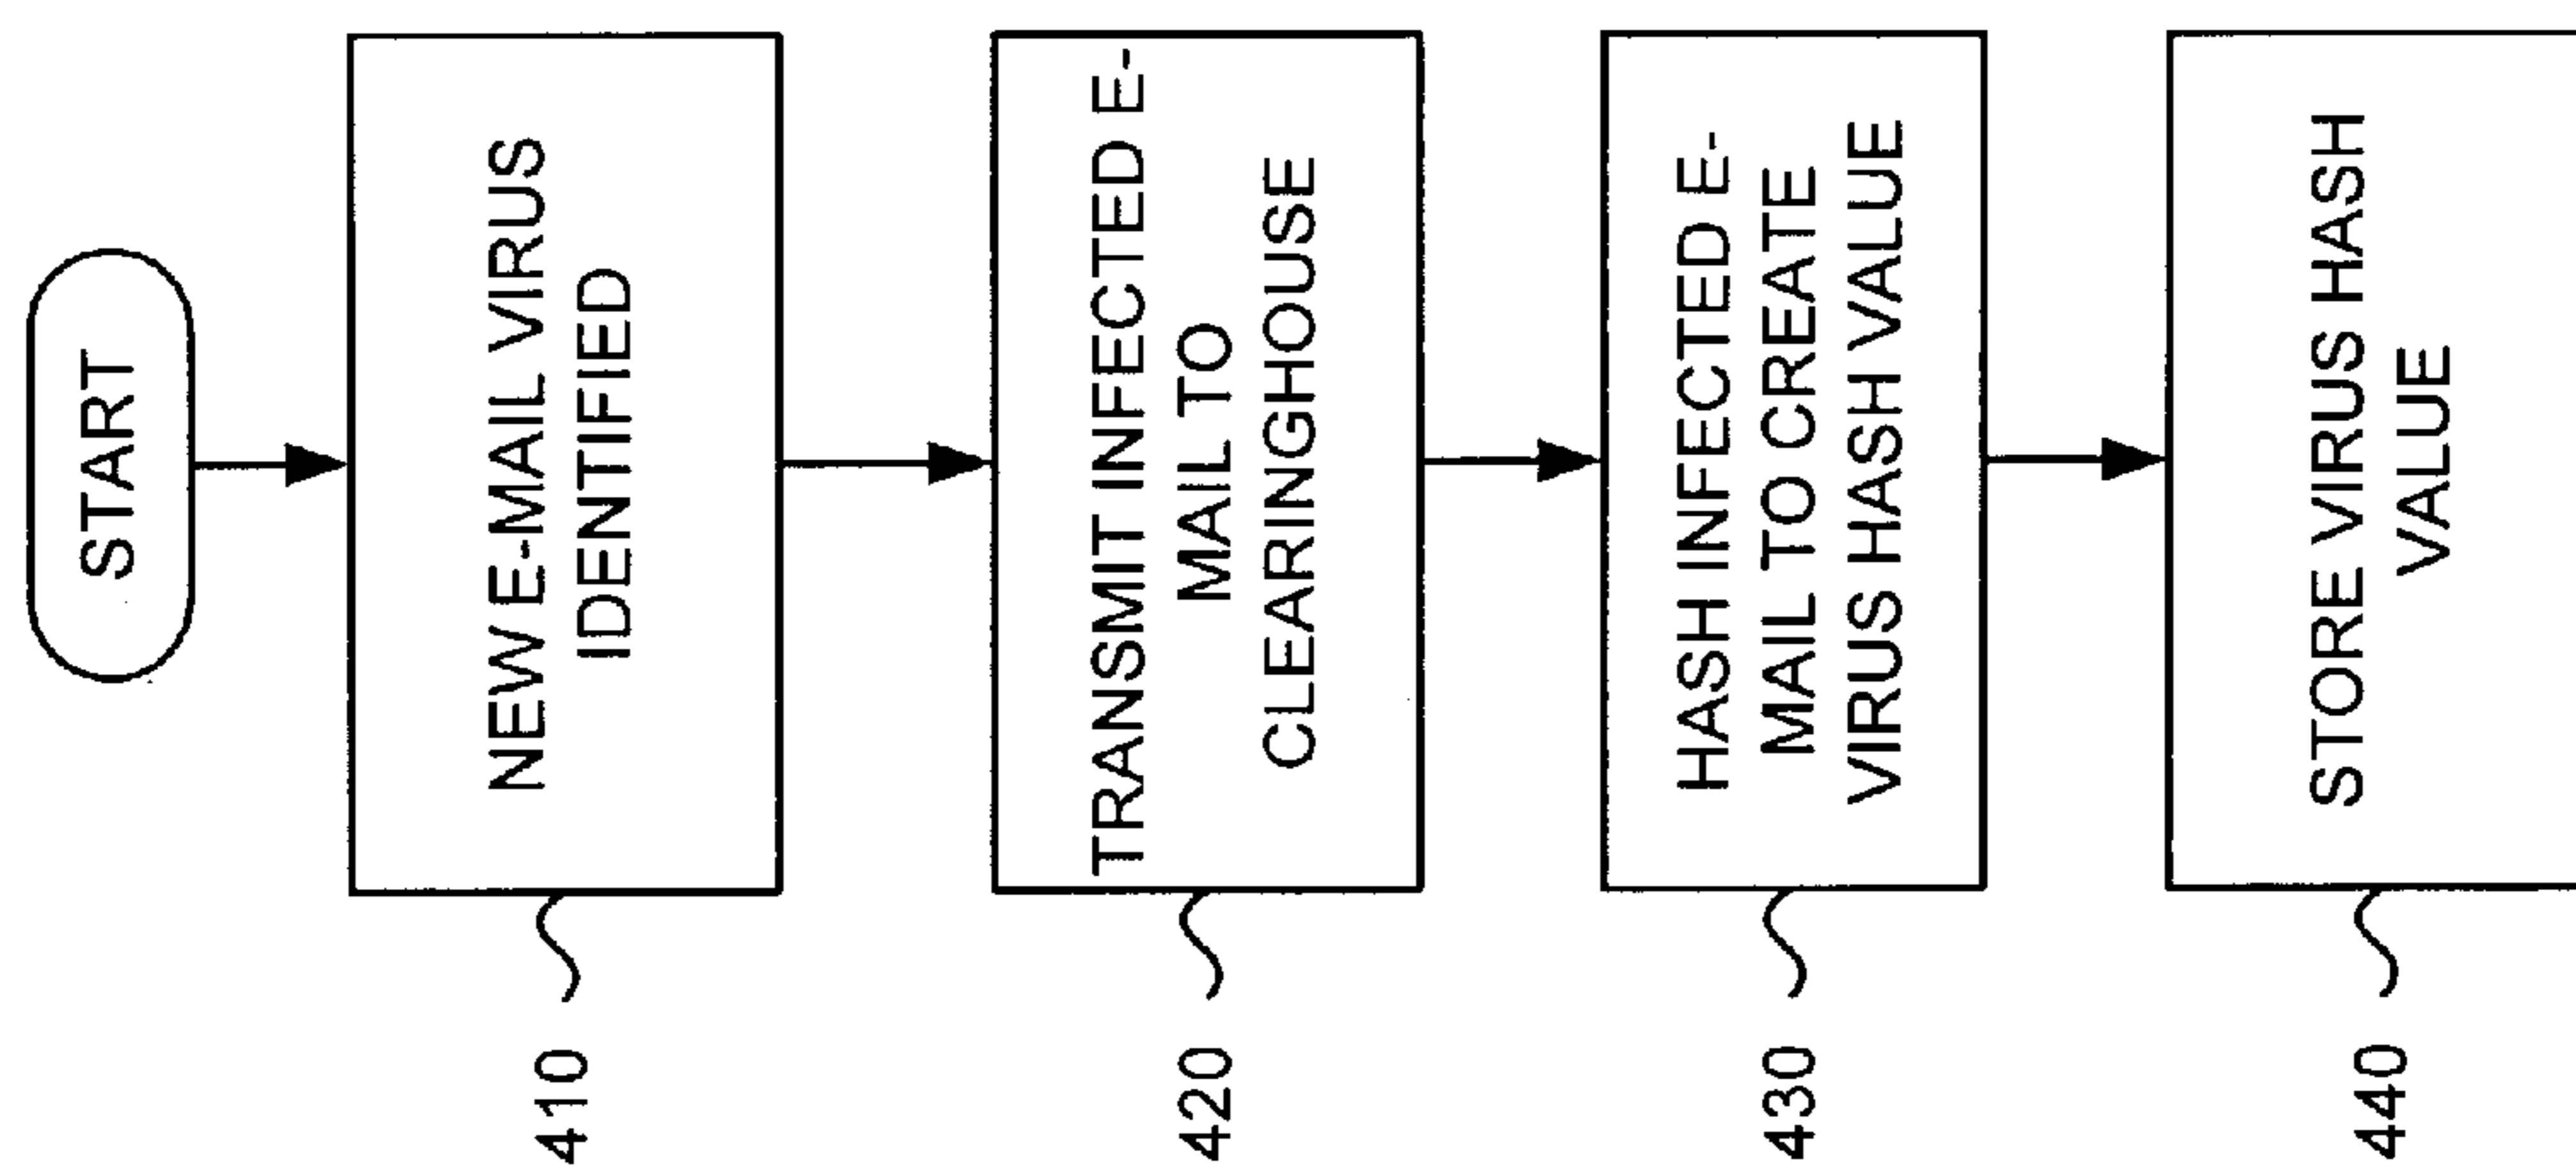 START
NEW E-MAIL VIRUS
IDENTIFIED
410
TRANSMIT INFECTED E-
MAIL TO
CLEARINGHOUSE
420
HASH INFECTED E-
MAIL TO CREATE
VIRUS HASH VALUE
430
STORE VIRUS HASH
VALUE
440